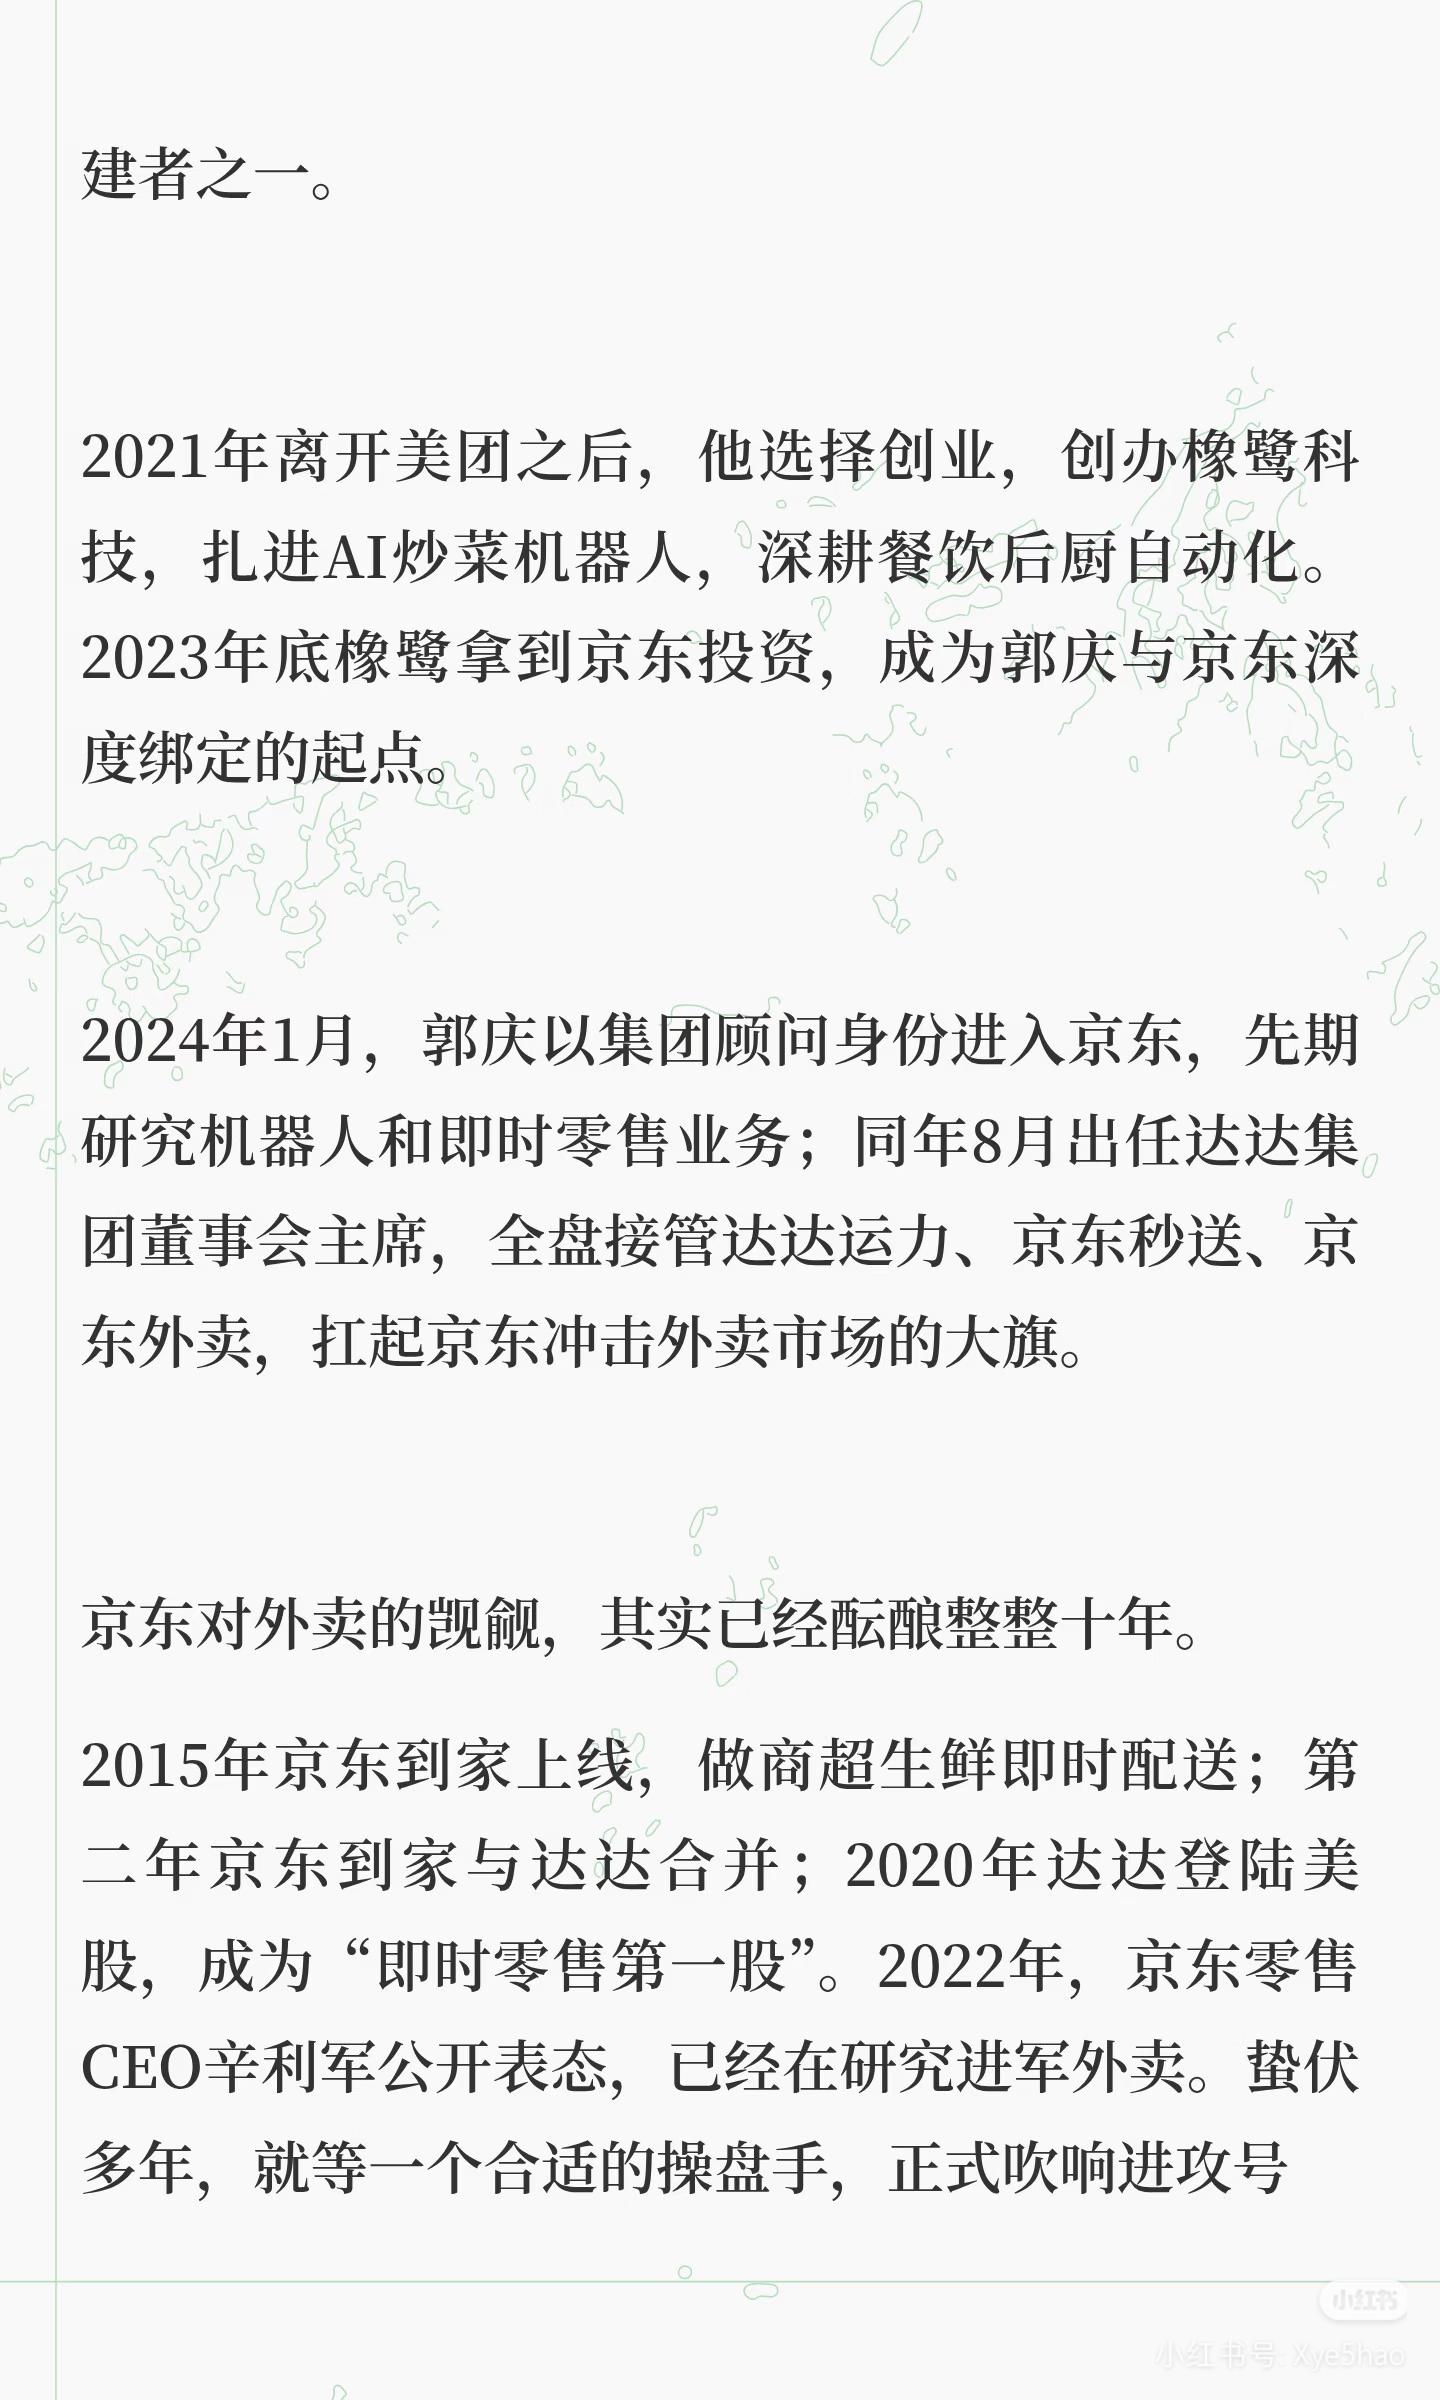 建者之一。
2021年离开美团之后，他选择创业，创办橡鹭科
技，扎进AI炒菜机器人，深耕餐饮后厨自动化。
2023年底橡鹭拿到京东投资，成为郭庆与京东深
度绑定的起点。
2024年1月，郭庆以集团顾问身份进入京东，先期
研究机器人和即时零售业务；同年8月出任达达集
团董事会主席，全盘接管达达运力、京东秒送、京
东外卖，扛起京东冲击外卖市场的大旗。
京东对外卖的觊觎，其实已经酝酿整整十年。
2015年京东到家上线，做商超生鲜即时配送；第
二年京东到家与达达合并；2020年达达登陆美
股，成为“即时零售第一股”。2022年，京东零售
CEO辛利军公开表态，已经在研究进军外卖。蛰伏
多年，就等一个合适的操盘手，正式吹响进攻号
小红书
小红书号: Xye5hao